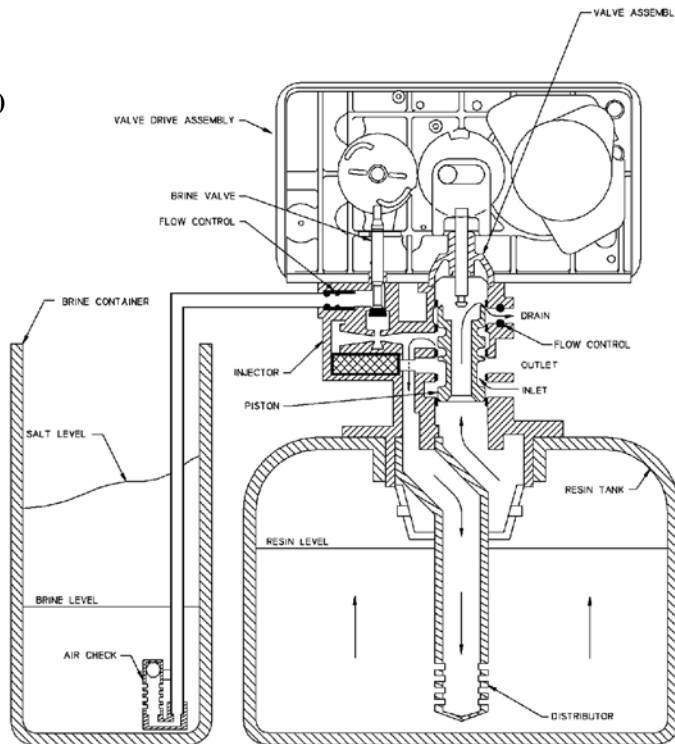 VALVE ASSEMBL
)
VALVE DRIVE ASSEMBLY
BRINE VALVE
FLOW CONTROL
BRINE CONTAINER
DRAIN
FLOW CONTROL
OUTLET
INJECTOR
INLET
PISTON
SALT LEVEL
RESIN TANK
RESIN LEVEL
BRINE LEVEL
AIR CHECK
DISTRIBUTOR